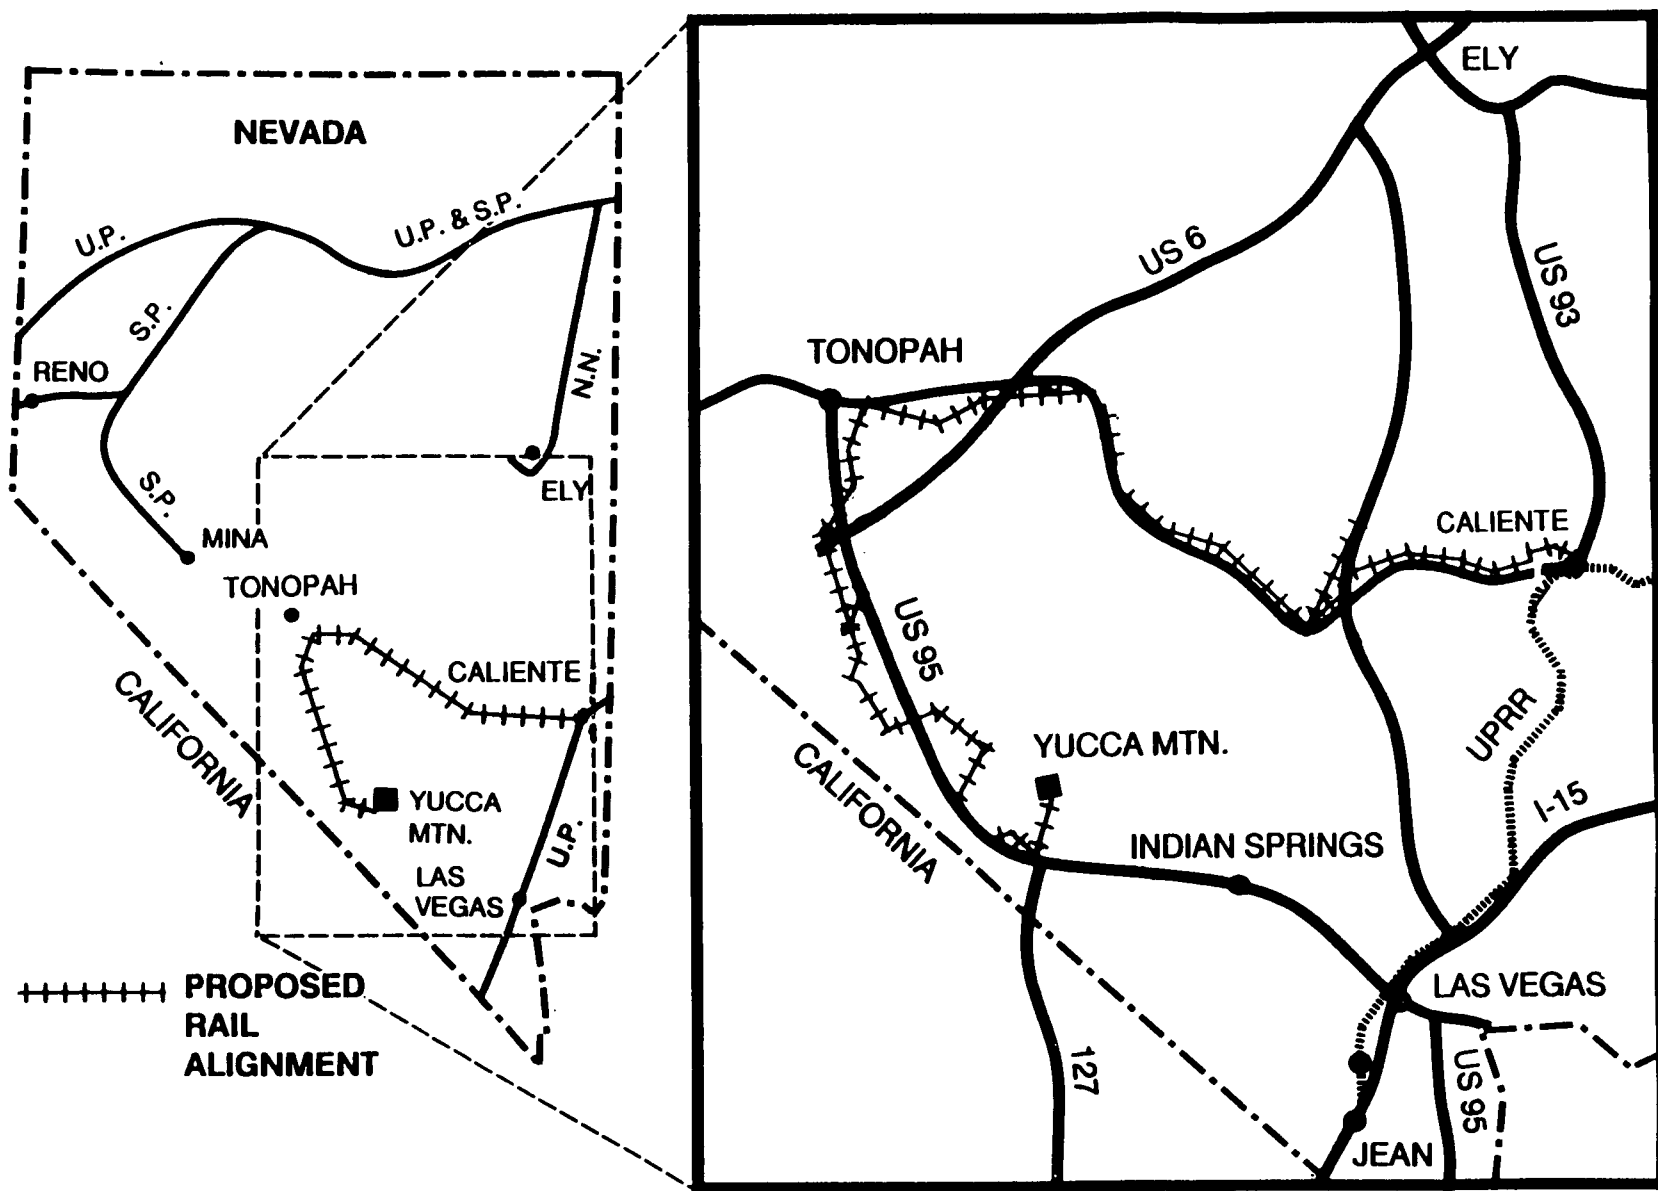 NEVADA
U.P.
U.P. & S.P.
S.P.
RENO
N.N.
S.P.
ELY
MINA
TONOPAH
CALIENTE
CALIFORNIA
YUCCA
MTN.
U.P.
LAS
VEGAS
PROPOSED
RAIL
ALIGNMENT
ELY
US 6
US 93
TONOPAH
CALIENTE
US 95
UPRR
YUCCA MTN.
CALIFORNIA
I-15
INDIAN SPRINGS
LAS VEGAS
127
US 95
JEAN